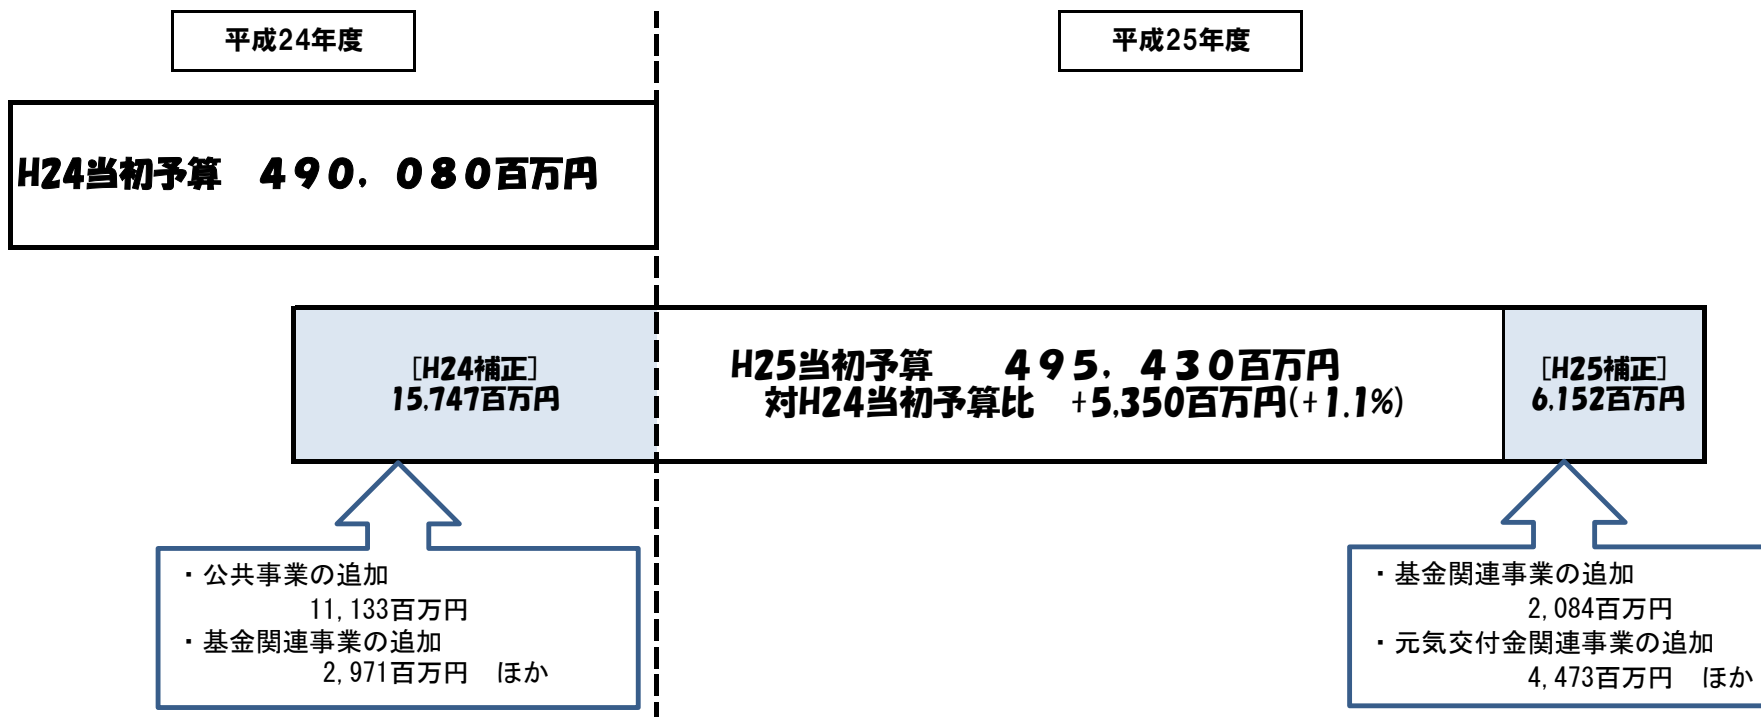 平成24年度
平成25年度
H24当初予算　４９０，０８０百万円
[H24補正]
15,747百万円
H25当初予算　　４９５，４３０百万円
対H24当初予算比　+5,350百万円(+1.1%)
[H25補正]
6,152百万円
・公共事業の追加
11,133百万円
・基金関連事業の追加
2,971百万円　ほか
・基金関連事業の追加
2,084百万円
・元気交付金関連事業の追加
4,473百万円　ほか